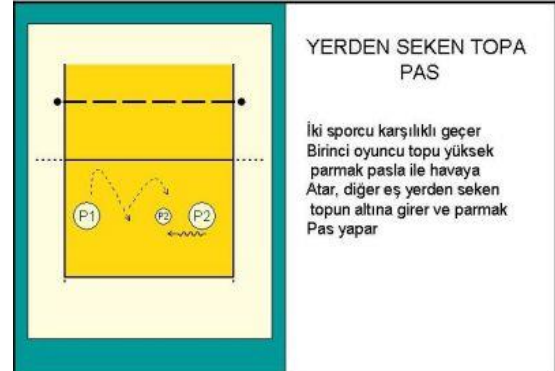 YERDEN SEKEN TOPA
PAS
İki sporcu karşılıklı geçer
Birinci oyuncu topu yüksek
parmak pasla ile havaya
Atar, diğer eş yerden seken
topun altına girer ve parmak
Pas yapar
P1
P2
P2